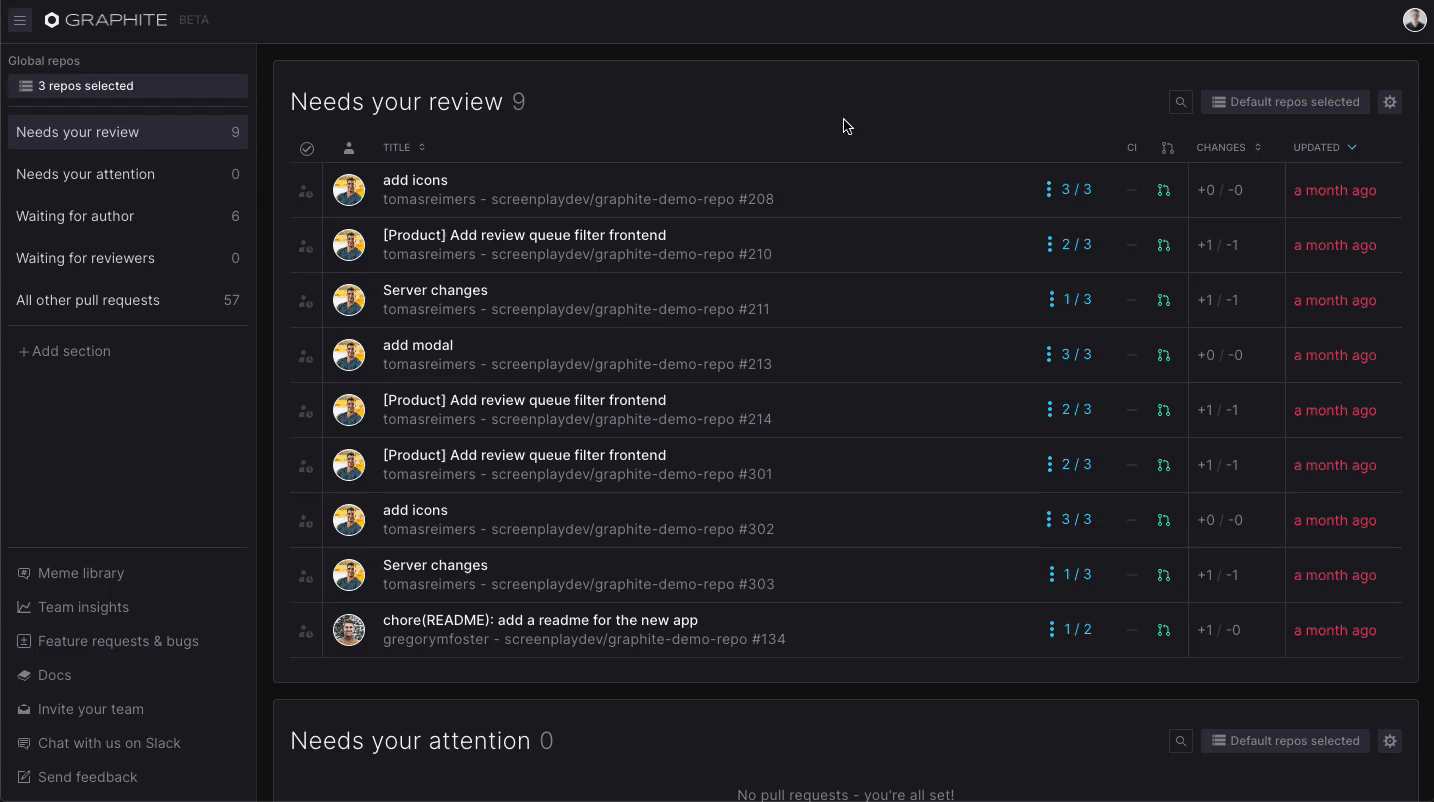 GRAPHITE BETA
Global repos
3 repos selected
Needs your review 9
Needs your attention 0
Waiting for author 6
Waiting for reviewers 0
All other pull requests 57
+ Add section
Meme library
Team insights
Feature requests & bugs
Docs
Invite your team
Chat with us on Slack
Send feedback
Needs your review 9
Default repos selected
TITLE CI CHANGES UPDATED
add icons
tomasreimers - screenplaydev/graphite-demo-repo #208
3 / 3 — +0 / -0 a month ago
[Product] Add review queue filter frontend
tomasreimers - screenplaydev/graphite-demo-repo #210
2 / 3 — +1 / -1 a month ago
Server changes
tomasreimers - screenplaydev/graphite-demo-repo #211
1 / 3 — +1 / -1 a month ago
add modal
tomasreimers - screenplaydev/graphite-demo-repo #213
3 / 3 — +0 / -0 a month ago
[Product] Add review queue filter frontend
tomasreimers - screenplaydev/graphite-demo-repo #214
2 / 3 — +1 / -1 a month ago
[Product] Add review queue filter frontend
tomasreimers - screenplaydev/graphite-demo-repo #301
2 / 3 — +1 / -1 a month ago
add icons
tomasreimers - screenplaydev/graphite-demo-repo #302
3 / 3 — +0 / -0 a month ago
Server changes
tomasreimers - screenplaydev/graphite-demo-repo #303
1 / 3 — +1 / -1 a month ago
chore(README): add a readme for the new app
gregorymfoster - screenplaydev/graphite-demo-repo #134
1 / 2 — +1 / -0 a month ago
Needs your attention 0
Default repos selected
No pull requests - you're all set!